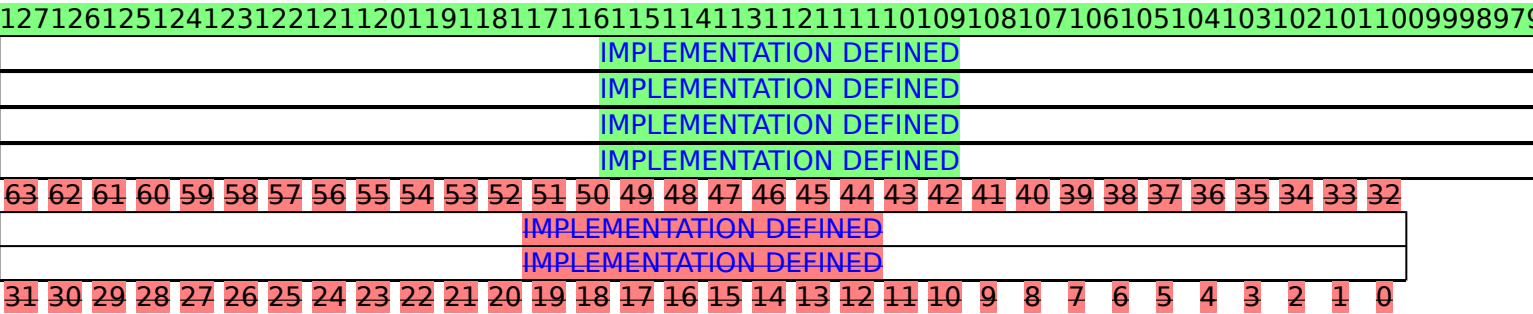 1271261251241231221211201191181171161151141131121111101091081071061051041031021011009998979
IMPLEMENTATION DEFINED
IMPLEMENTATION DEFINED
IMPLEMENTATION DEFINED
IMPLEMENTATION DEFINED
63 62 61 60 59 58 57 56 55 54 53 52 51 50 49 48 47 46 45 44 43 42 41 40 39 38 37 36 35 34 33 32
IMPLEMENTATION DEFINED
IMPLEMENTATION DEFINED
31 30 29 28 27 26 25 24 23 22 21 20 19 18 17 16 15 14 13 12 11 10 9 8 7 6 5 4 3 2 1 0